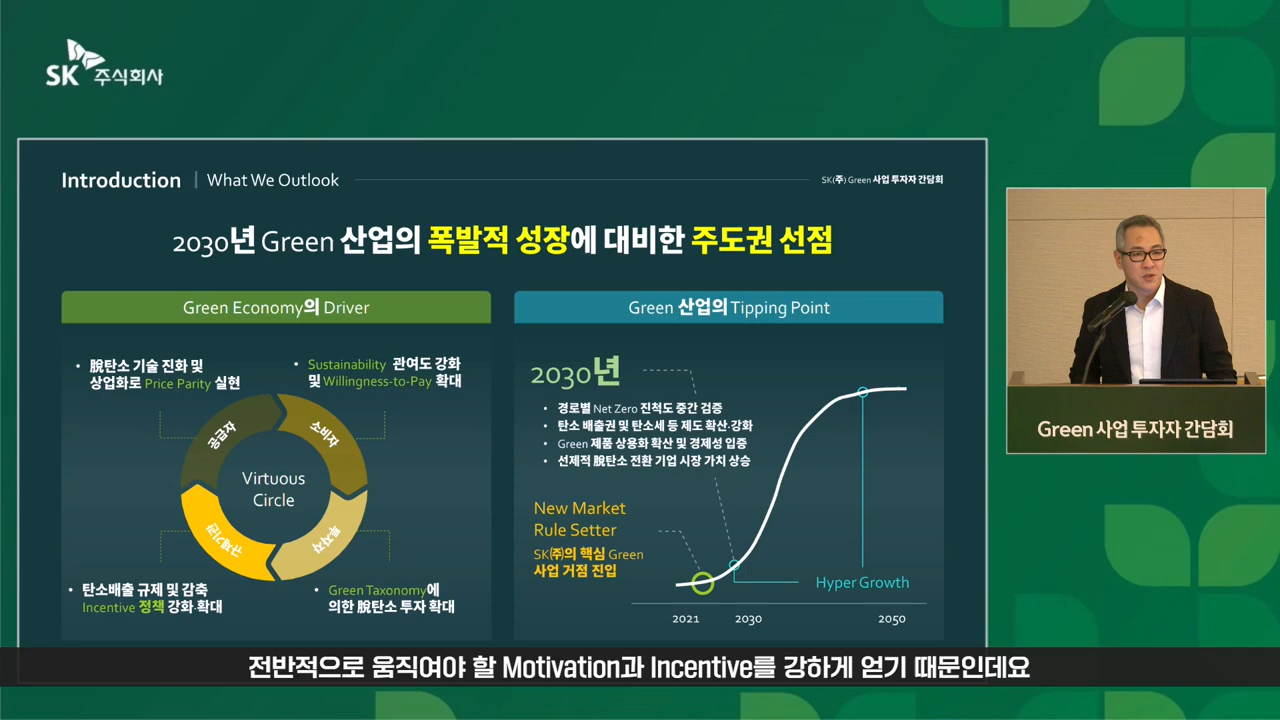 SK 주식회사
Introduction | What We Outlook
SK(주) Green 사업 투자자 간담회
2030년 Green 산업의 폭발적 성장에 대비한 주도권 선점
Green Economy의 Driver
• 脫탄소 기술 진화 및
상업화로 Price Parity 실현
• Sustainability 관여도 강화
및 Willingness-to-Pay 확대
공급자
소비자
Virtuous
Circle
규제기관
투자자
• 탄소배출 규제 및 감축
Incentive 정책 강화·확대
• Green Taxonomy에
의한 脫탄소 투자 확대
Green 산업의 Tipping Point
2030년
• 경로별 Net Zero 진척도 중간 검증
• 탄소 배출권 및 탄소세 등 제도 확산·강화
• Green 제품 상용화 확산 및 경제성 입증
• 선제적 脫탄소 전환 기업 시장 가치 상승
New Market
Rule Setter
SK㈜의 핵심 Green
사업 거점 진입
Hyper Growth
2021
2030
2050
Green 사업 투자자 간담회
전반적으로 움직여야 할 Motivation과 Incentive를 강하게 얻기 때문인데요